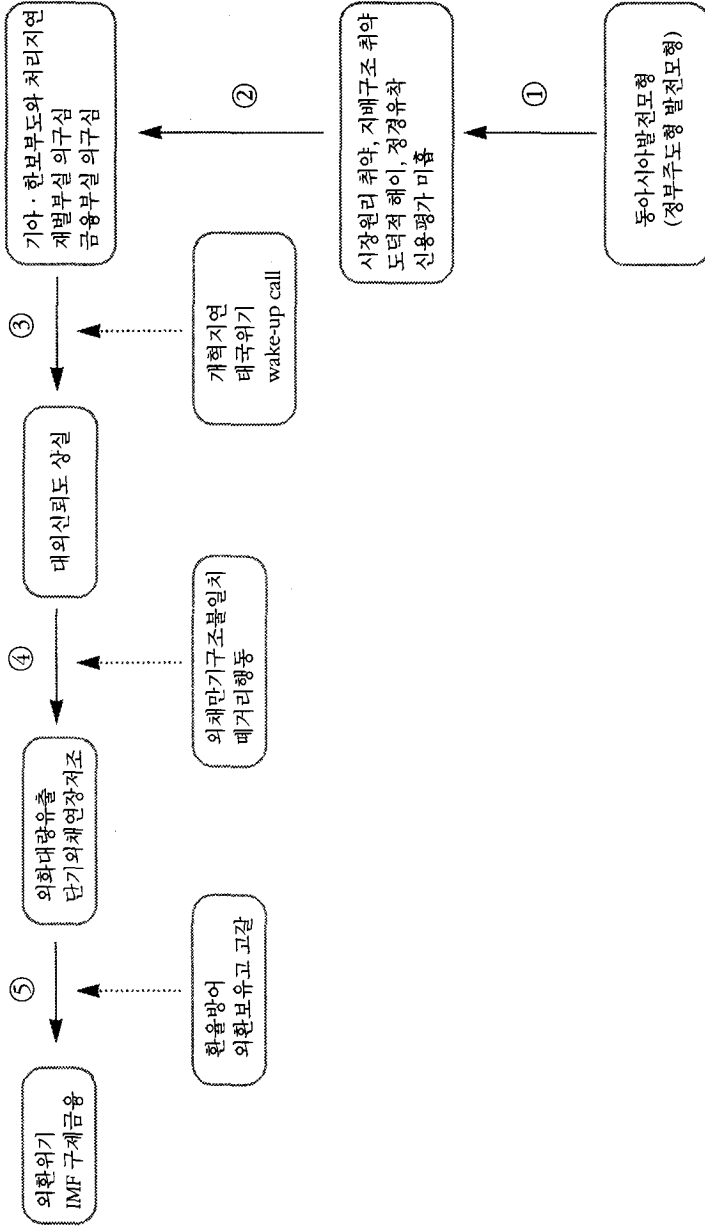 동아시아발전모형
(정부주도형 발전모형)
①
시장원리 취약, 지배구조 취약
도덕적 해이, 정경유착
신용평가 미흡
②
기아 · 한보부도와 처리지연
재벌부실 의구심
금융부실 의구심
③
개혁지연
태국위기
wake-up call
대외신뢰도 상실
④
외채만기구조불일치
떼거리행동
외화대량유출
단기외채연장저조
⑤
환율방어
외환보유고 고갈
외환위기
IMF 구제금융